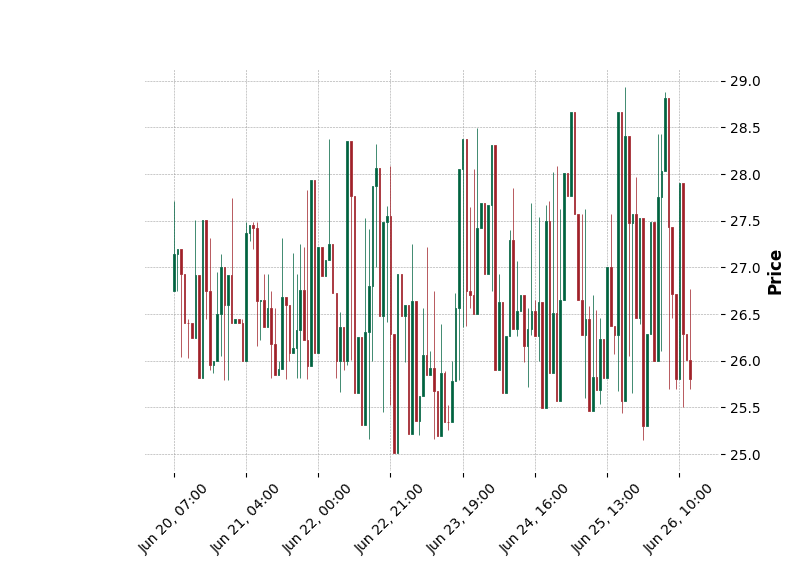 29.0
28.5
28.0
27.5
27.0
26.5
26.0
25.5
25.0
Price
Jun 20, 07:00
Jun 21, 04:00
Jun 22, 00:00
Jun 22, 21:00
Jun 23, 19:00
Jun 24, 16:00
Jun 25, 13:00
Jun 26, 10:00